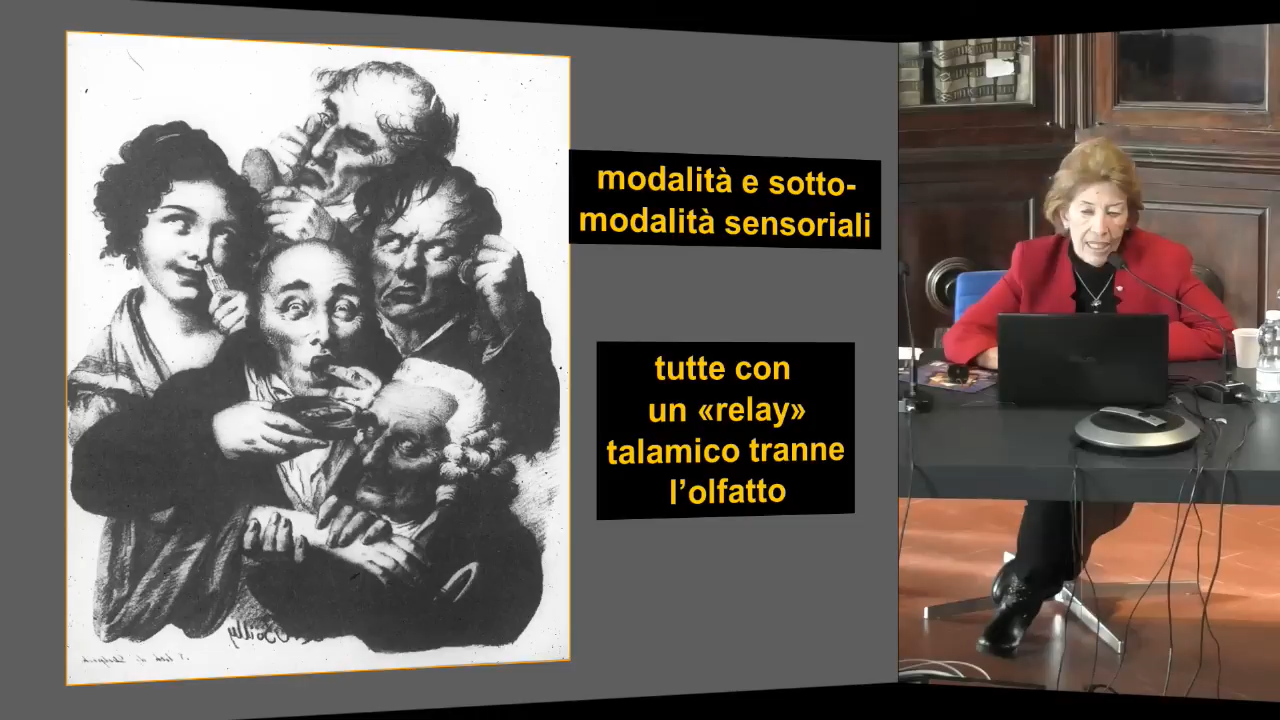 modalità e sotto-
modalità sensoriali
tutte con
un «relay»
talamico tranne
l’olfatto